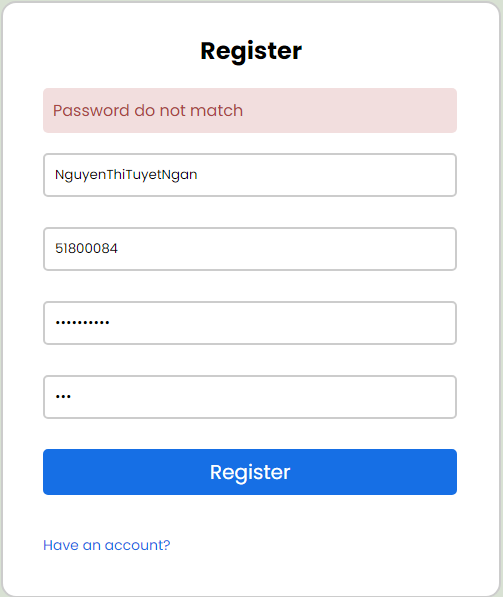 Register
Password do not match
NguyenThiTuyetNgan
51800084
••••••••••
•••
Register
Have an account?